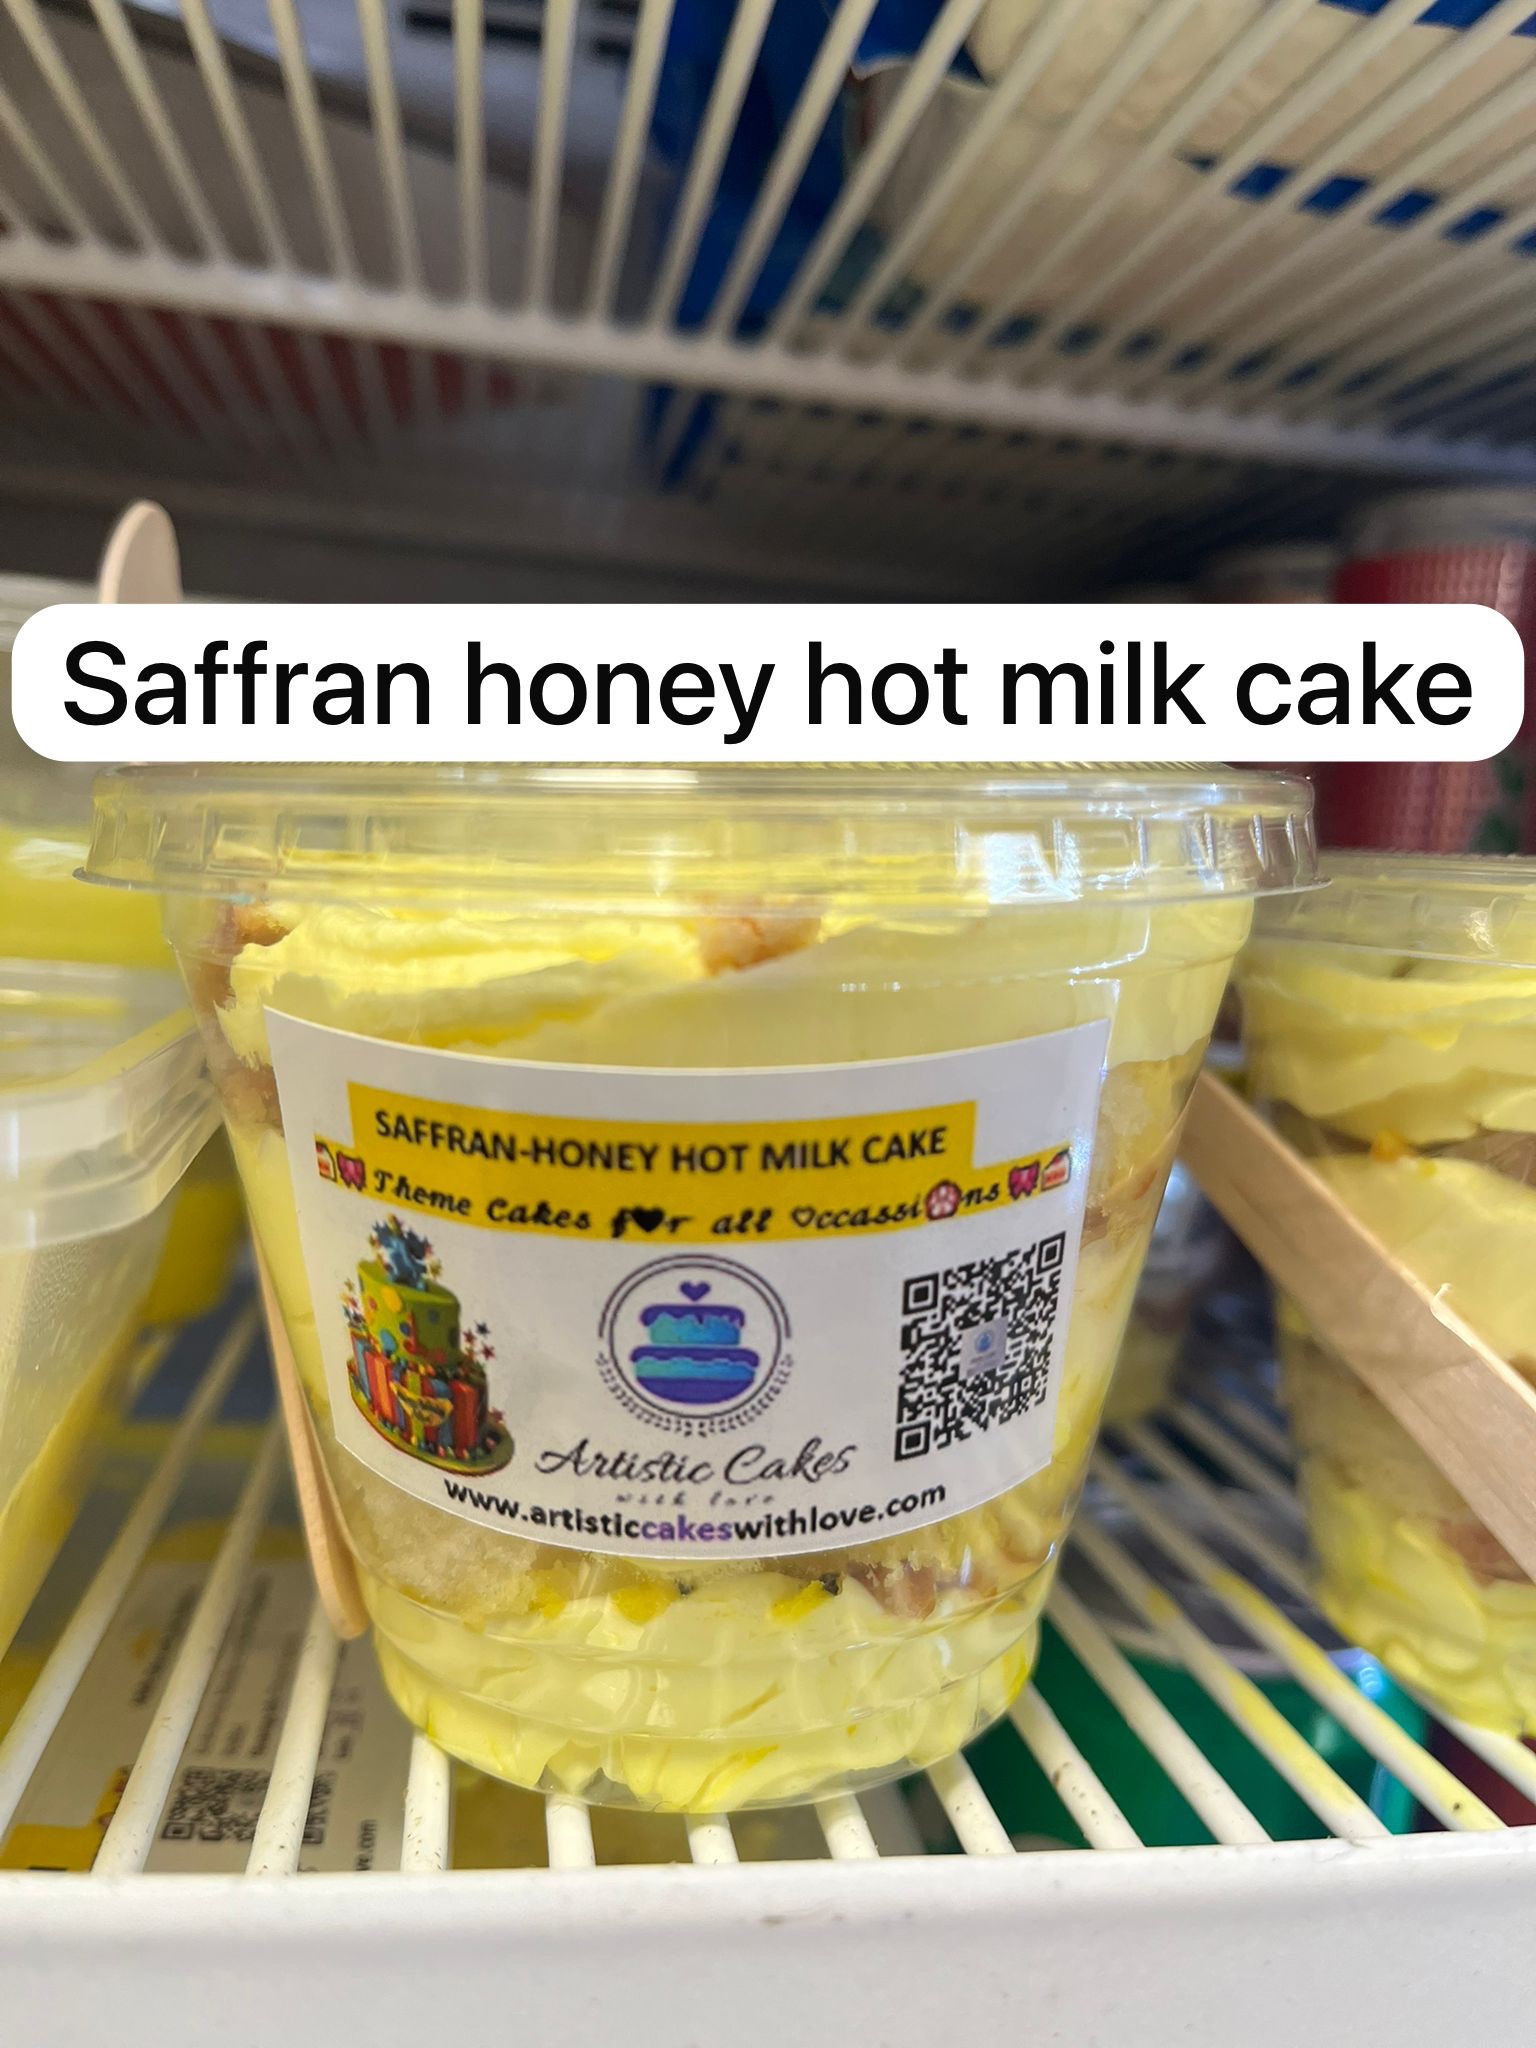 Saffran honey hot milk cake
SAFFRAN-HONEY HOT MILK CAKE
Theme Cakes for all Occassions
Artistic Cakes
with love
www.artisticcakeswithlove.com